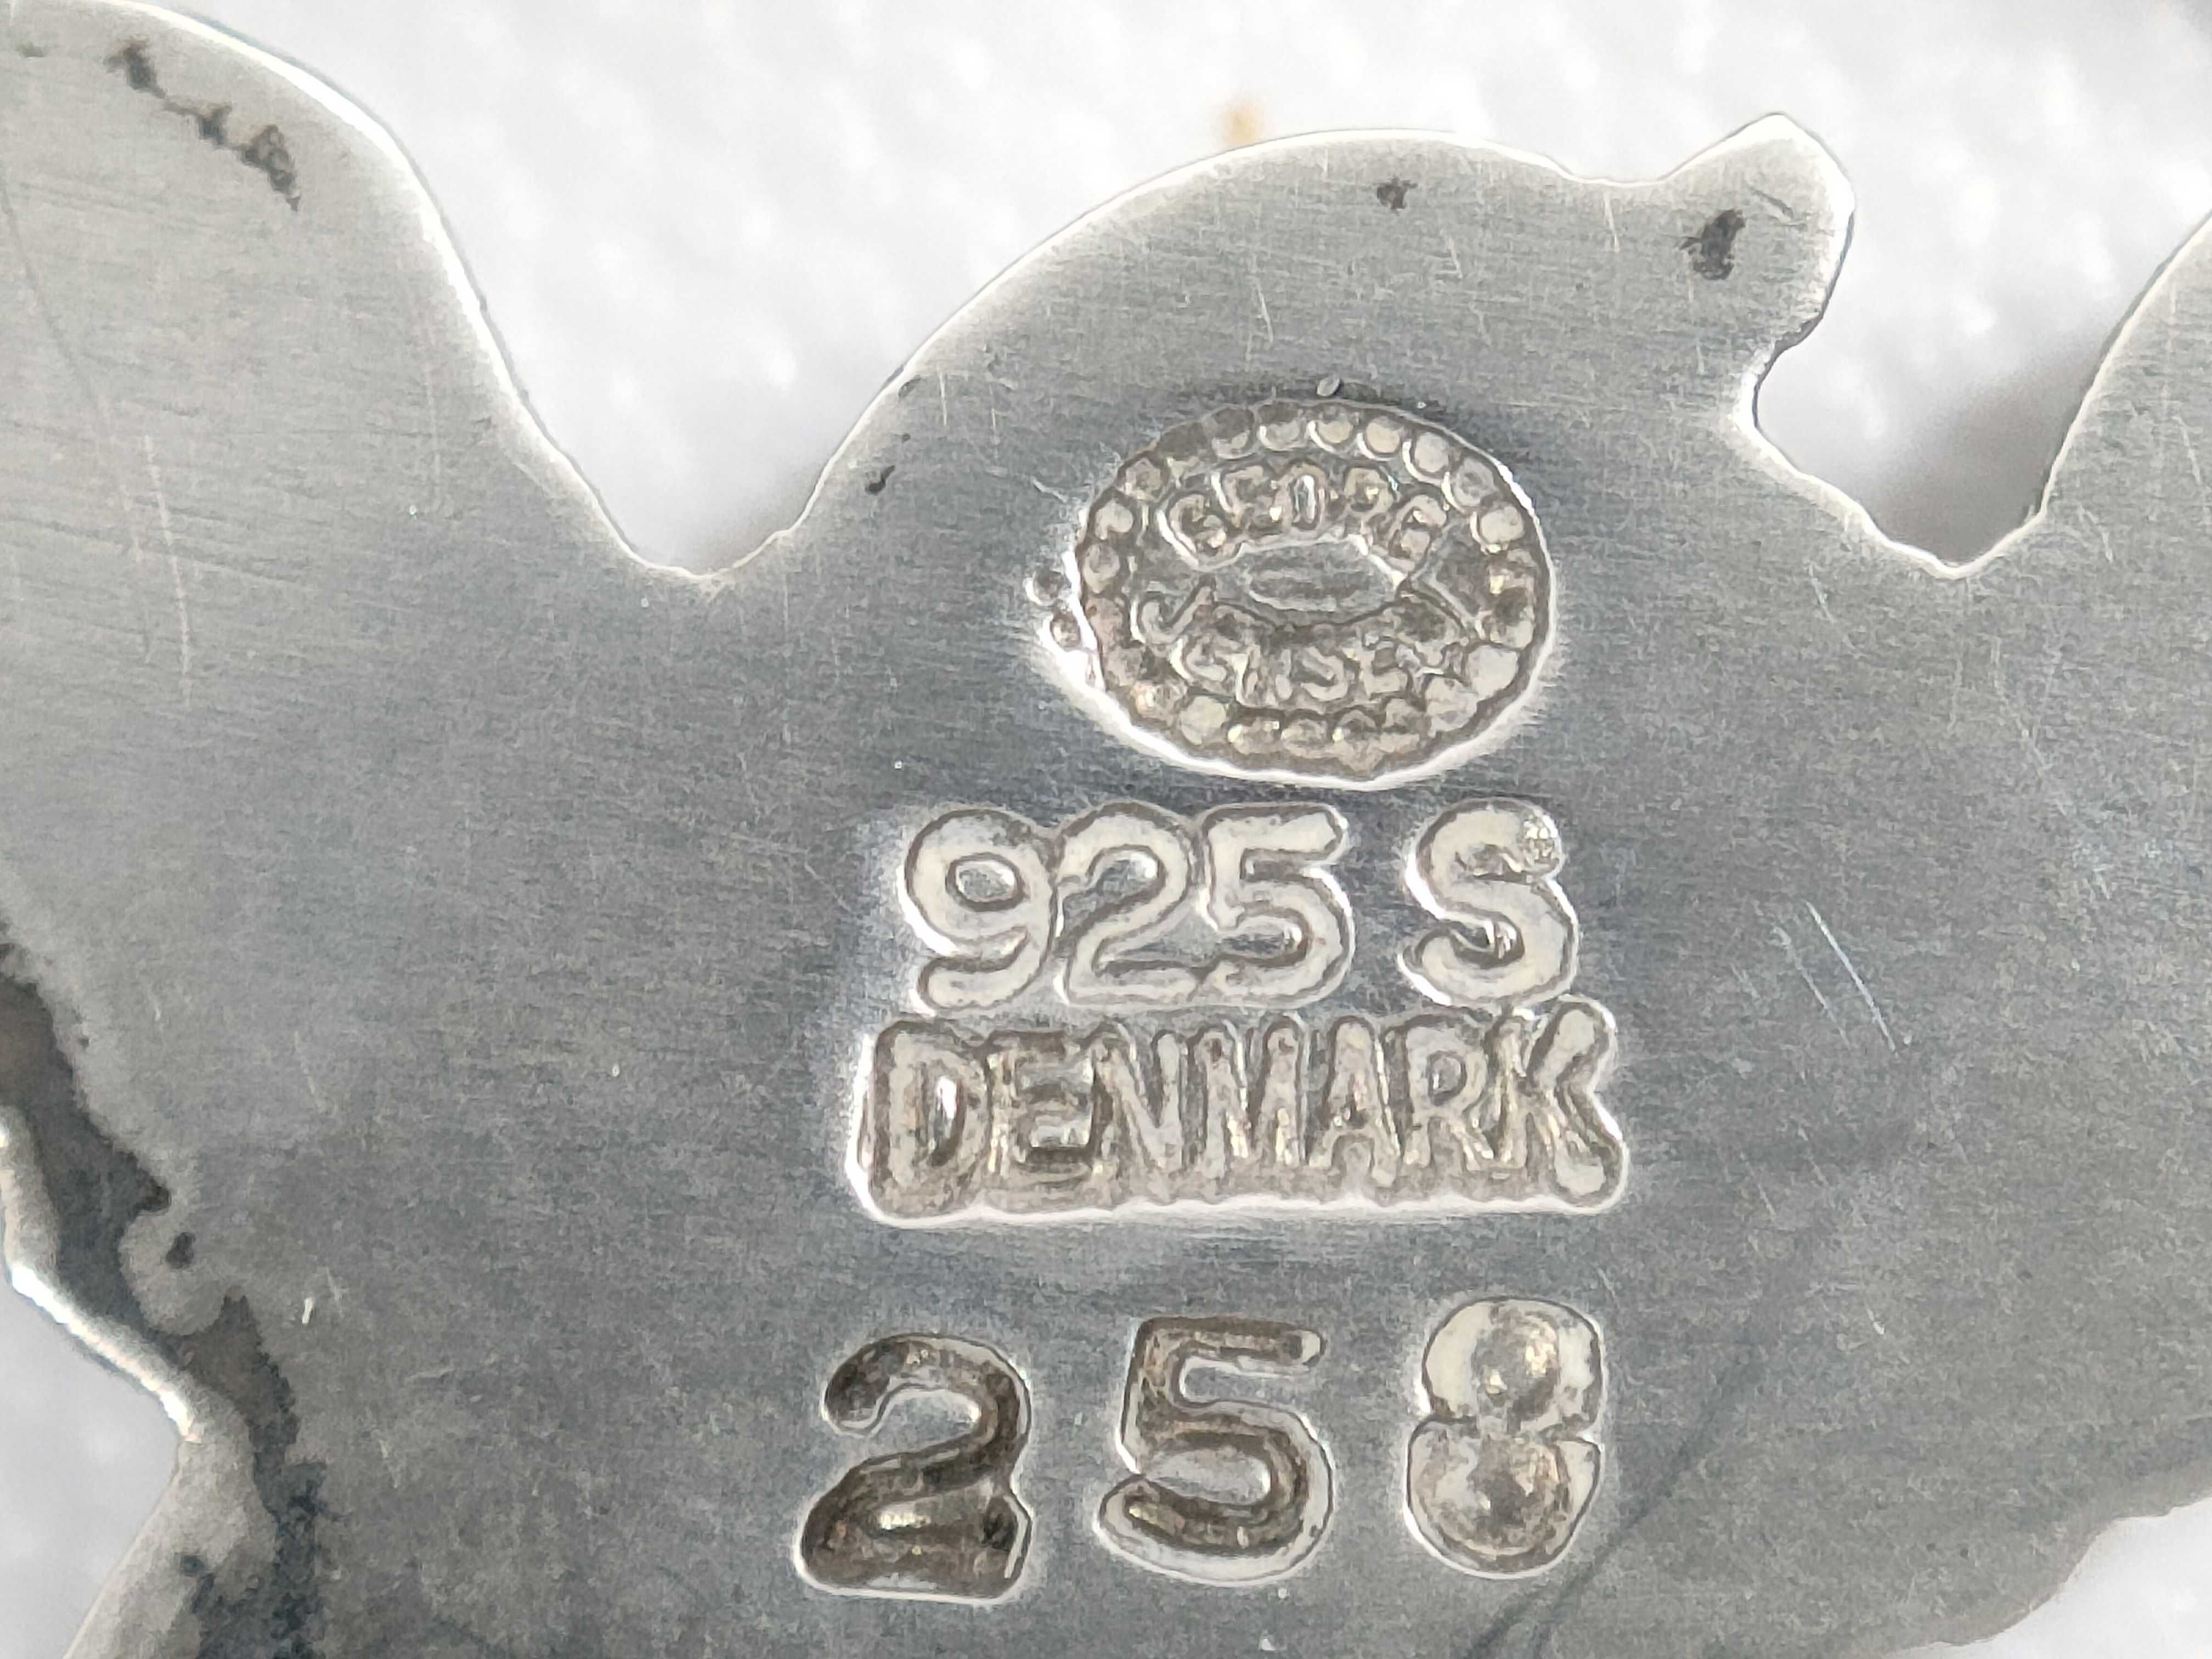 GEORG
JENSEN
925 S
DENMARK
258